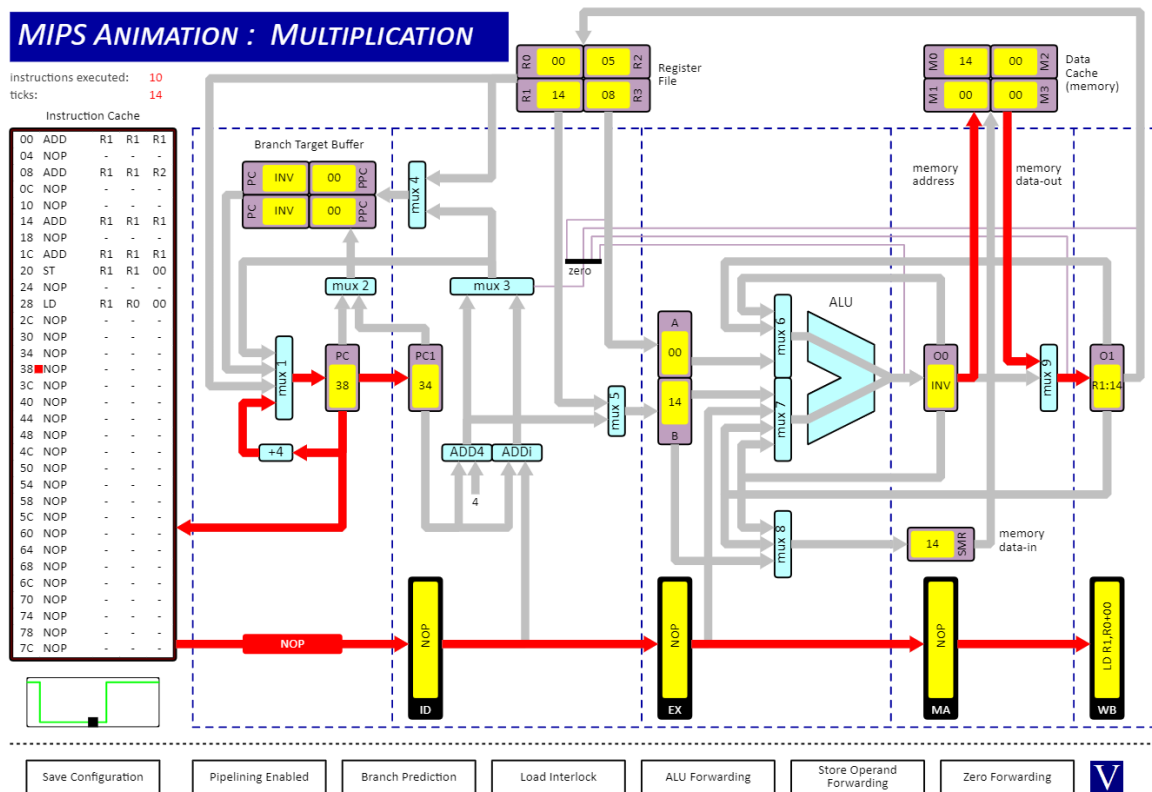 MIPS ANIMATION : MULTIPLICATION
instructions executed: 10
ticks: 14
Instruction Cache
00 ADD R1 R1 R1
04 NOP - - -
08 ADD R1 R1 R2
0C NOP - - -
10 NOP - - -
14 ADD R1 R1 R1
18 NOP - - -
1C ADD R1 R1 R1
20 ST R1 R1 00
24 NOP - - -
28 LD R1 R0 00
2C NOP - - -
30 NOP - - -
34 NOP - - -
38 NOP - - -
3C NOP - - -
40 NOP - - -
44 NOP - - -
48 NOP - - -
4C NOP - - -
50 NOP - - -
54 NOP - - -
58 NOP - - -
5C NOP - - -
60 NOP - - -
64 NOP - - -
68 NOP - - -
6C NOP - - -
70 NOP - - -
74 NOP - - -
78 NOP - - -
7C NOP - - -
R0 00 05 R2
R1 14 08 R3
Register
File
M0 14 00 M2
M1 00 00 M3
Data
Cache
(memory)
Branch Target Buffer
PC INV 00 PPC
PC INV 00 PPC
mux 4
memory
address
memory
data-out
zero
mux 2
mux 3
mux 1
PC
38
PC1
34
+4
ADD4
ADDi
4
mux 5
A
00
14
B
mux 6
mux 7
ALU
mux 8
O0
INV
mux 9
O1
R1:14
14 SMR
memory
data-in
NOP
NOP
ID
NOP
EX
NOP
MA
LD R1,R0+00
WB
Save Configuration
Pipelining Enabled
Branch Prediction
Load Interlock
ALU Forwarding
Store Operand
Forwarding
Zero Forwarding
V